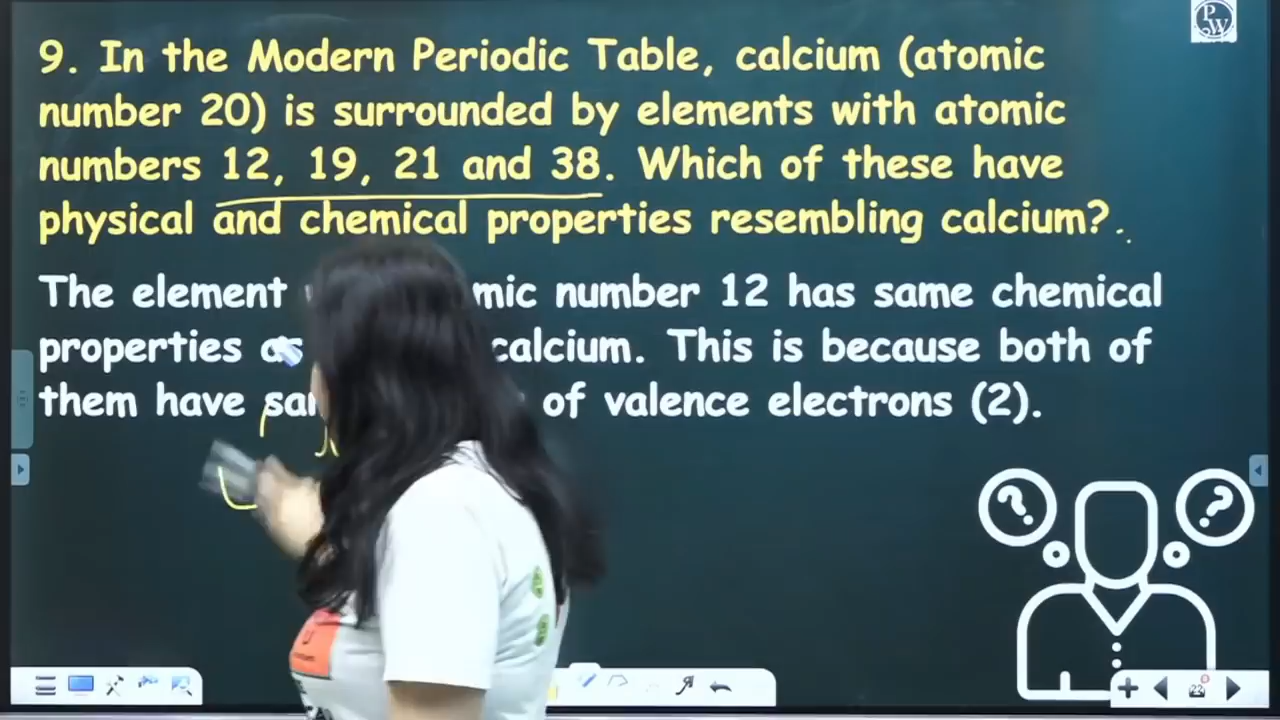 P
W
9. In the Modern Periodic Table, calcium (atomic
number 20) is surrounded by elements with atomic
numbers 12, 19, 21 and 38. Which of these have
physical and chemical properties resembling calcium?
The element mic number 12 has same chemical
properties as calcium. This is because both of
them have of valence electrons (2).
22